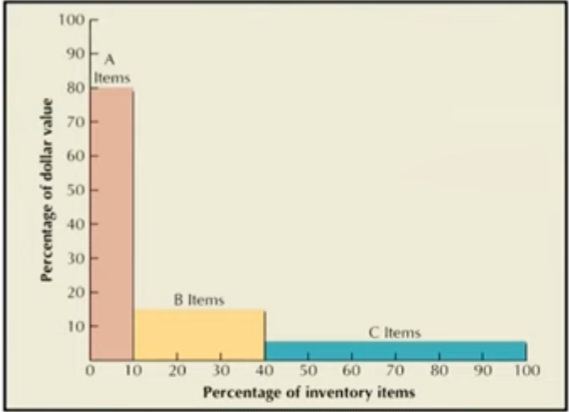 100
90
80
70
60
50
40
30
20
10
Percentage of dollar value
A
Items
B Items
C Items
0 10 20 30 40 50 60 70 80 90 100
Percentage of inventory items